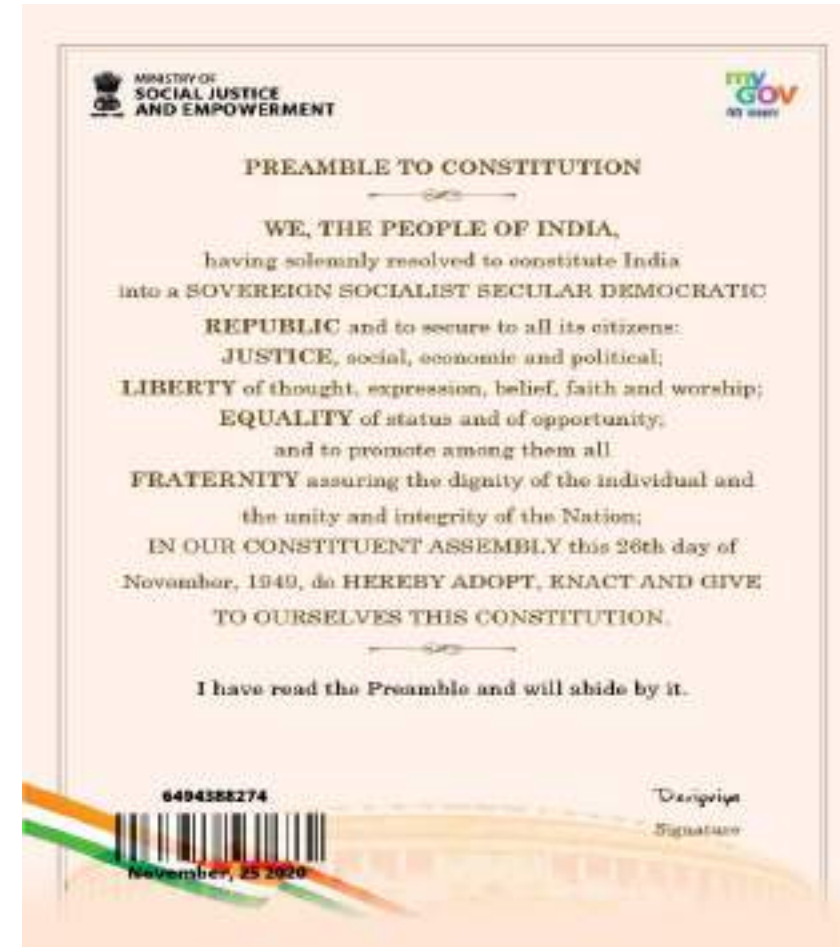 MINISTRY OF
SOCIAL JUSTICE
AND EMPOWERMENT
my
GOV
मेरी सरकार
PREAMBLE TO CONSTITUTION
WE, THE PEOPLE OF INDIA,
having solemnly resolved to constitute India
into a SOVEREIGN SOCIALIST SECULAR DEMOCRATIC
REPUBLIC and to secure to all its citizens:
JUSTICE, social, economic and political;
LIBERTY of thought, expression, belief, faith and worship;
EQUALITY of status and of opportunity;
and to promote among them all
FRATERNITY assuring the dignity of the individual and
the unity and integrity of the Nation;
IN OUR CONSTITUENT ASSEMBLY this 26th day of
November, 1949, do HEREBY ADOPT, ENACT AND GIVE
TO OURSELVES THIS CONSTITUTION.
I have read the Preamble and will abide by it.
6494388274
November, 25 2020
Signature